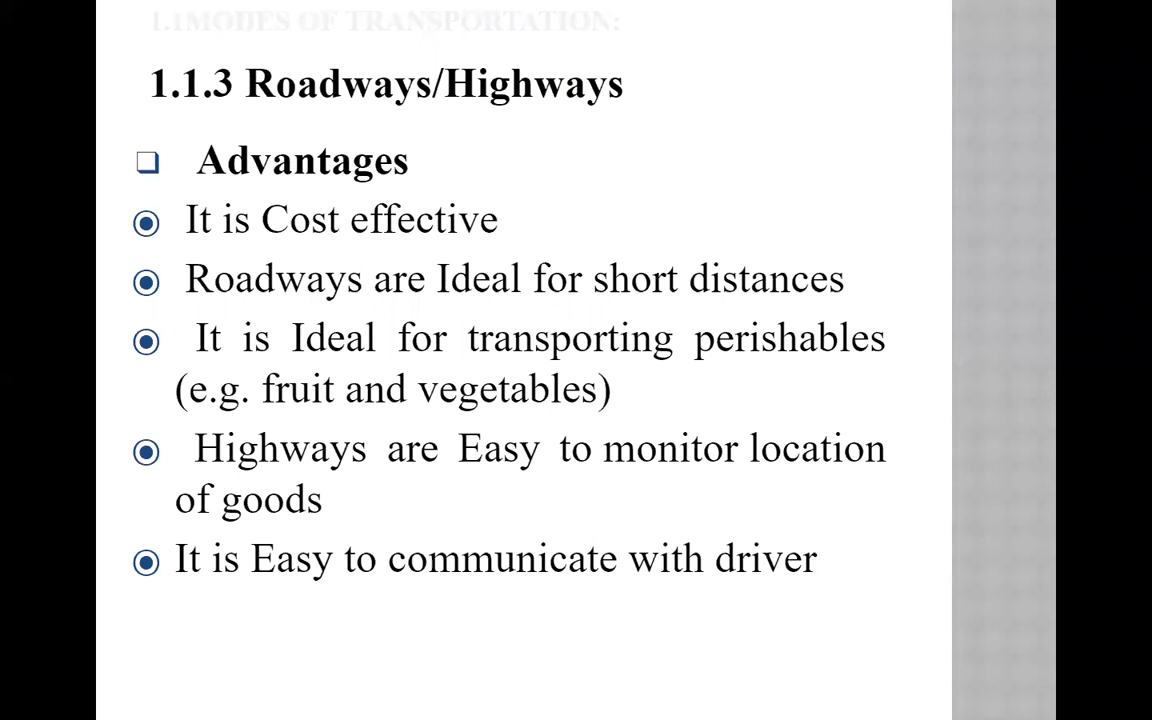 1.1MODES OF TRANSPORTATION:
1.1.3 Roadways/Highways
Advantages
It is Cost effective
Roadways are Ideal for short distances
It is Ideal for transporting perishables
(e.g. fruit and vegetables)
Highways are Easy to monitor location
of goods
It is Easy to communicate with driver